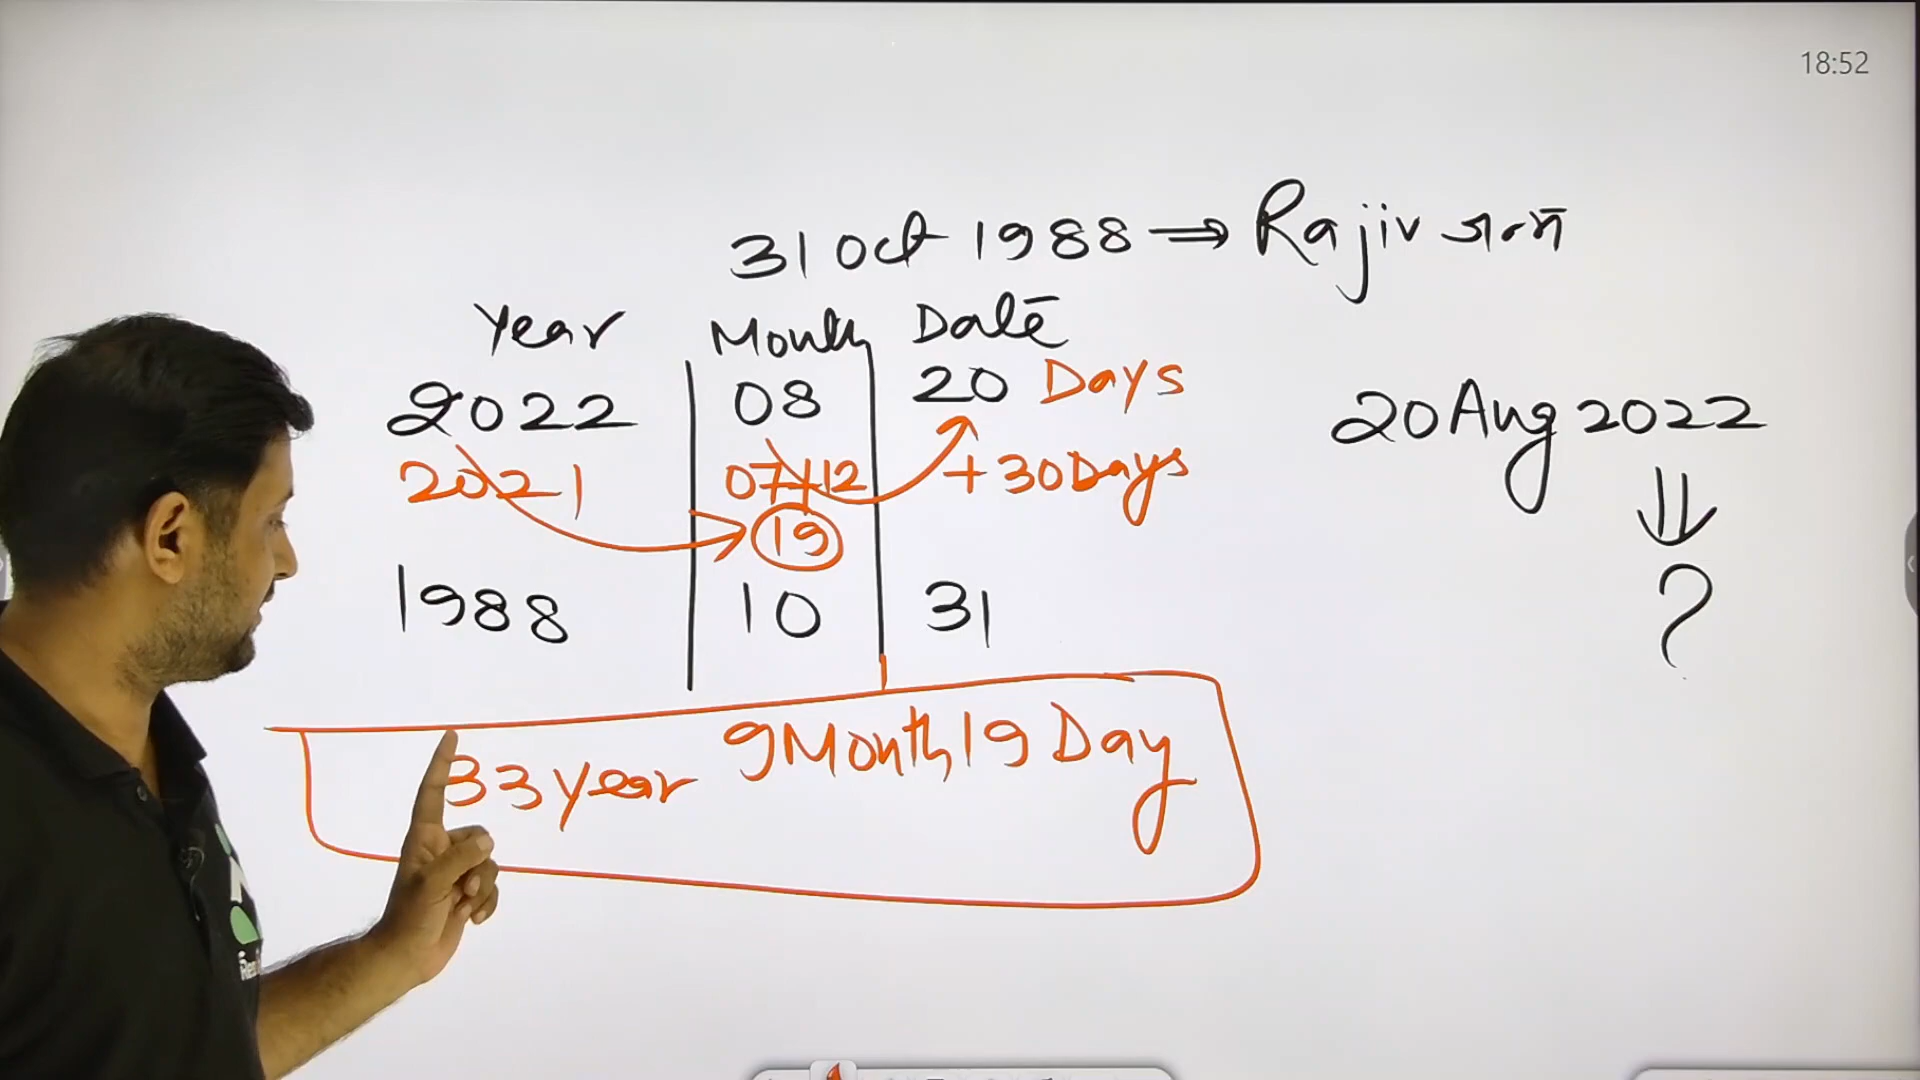 18:52
31 Oct 1988 ⇒ Rajiv जन्म
Year Month Date
2022 08 20 Days
20 Aug 2022
2021 07+12 +30 Days
19
⇓
1988 10 31
?
33 year 9 Month 19 Day